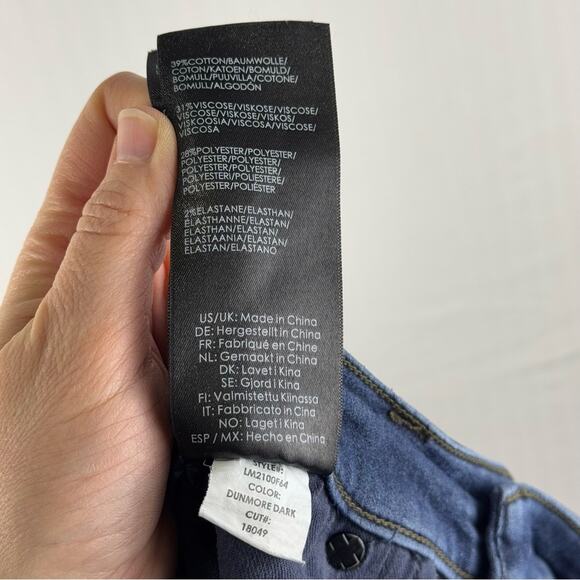 39%COTTON/BAUMWOLLE/
COTON/KATOEN/BOMULD/
BOMULL/PUUVILLA/COTONE/
BOMULL/ALGODÓN
31%VISCOSE/VISKOSE/VISCOSE/
VISCOSE/VISKOSE/VISKOS/
VISKOOSIA/VISCOSA/VISCOSE/
VISCOSA
28%POLYESTER/POLYESTER/
POLYESTER/POLYESTER/
POLYESTER/POLYESTER/
POLYESTERI/POLIESTERE/
POLYESTER/POLIÉSTER
2%ELASTANE/ELASTHAN/
ÉLASTHANNE/ELASTAN/
ELASTHAN/ELASTAN/
ELASTAANIA/ELASTAN/
ELASTAN/ELASTANO
US/UK: Made in China
DE: Hergestellt in China
FR: Fabriqué en Chine
NL: Gemaakt in China
DK: Lavet i Kina
SE: Gjord i Kina
FI: Valmistettu Kiinassa
IT: Fabbricato in Cina
NO: Laget i Kina
ESP / MX: Hecho en China
STYLE#:
LM2100F64
COLOR:
DUNMORE DARK
CUT#:
18049